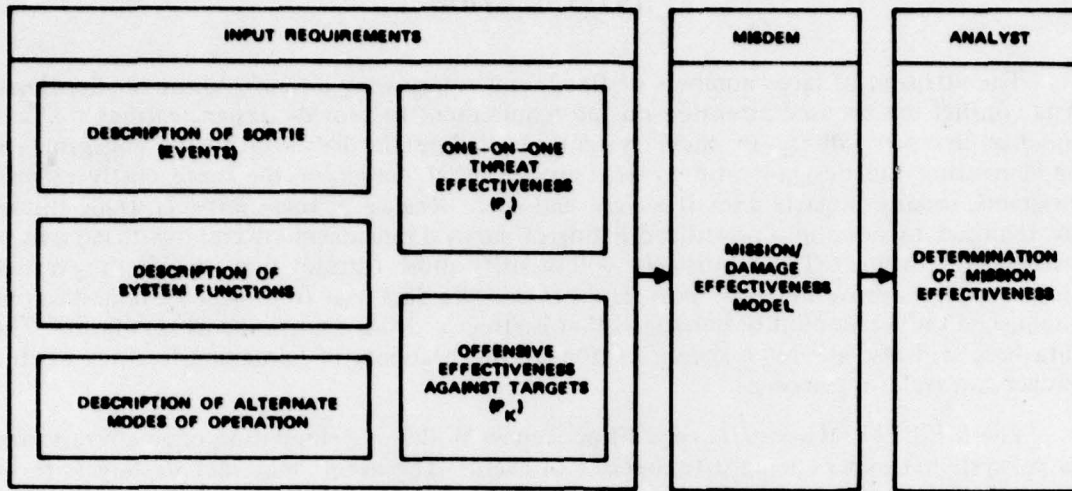 INPUT REQUIREMENTS
DESCRIPTION OF SORTIE
(EVENTS)
DESCRIPTION OF
SYSTEM FUNCTIONS
DESCRIPTION OF ALTERNATE
MODES OF OPERATION
ONE-ON-ONE
THREAT
EFFECTIVENESS
OFFENSIVE
EFFECTIVENESS
AGAINST TARGETS
(P_K)
MISDEM
MISSION/
DAMAGE
EFFECTIVENESS
MODEL
ANALYST
DETERMINATION
OF MISSION
EFFECTIVENESS